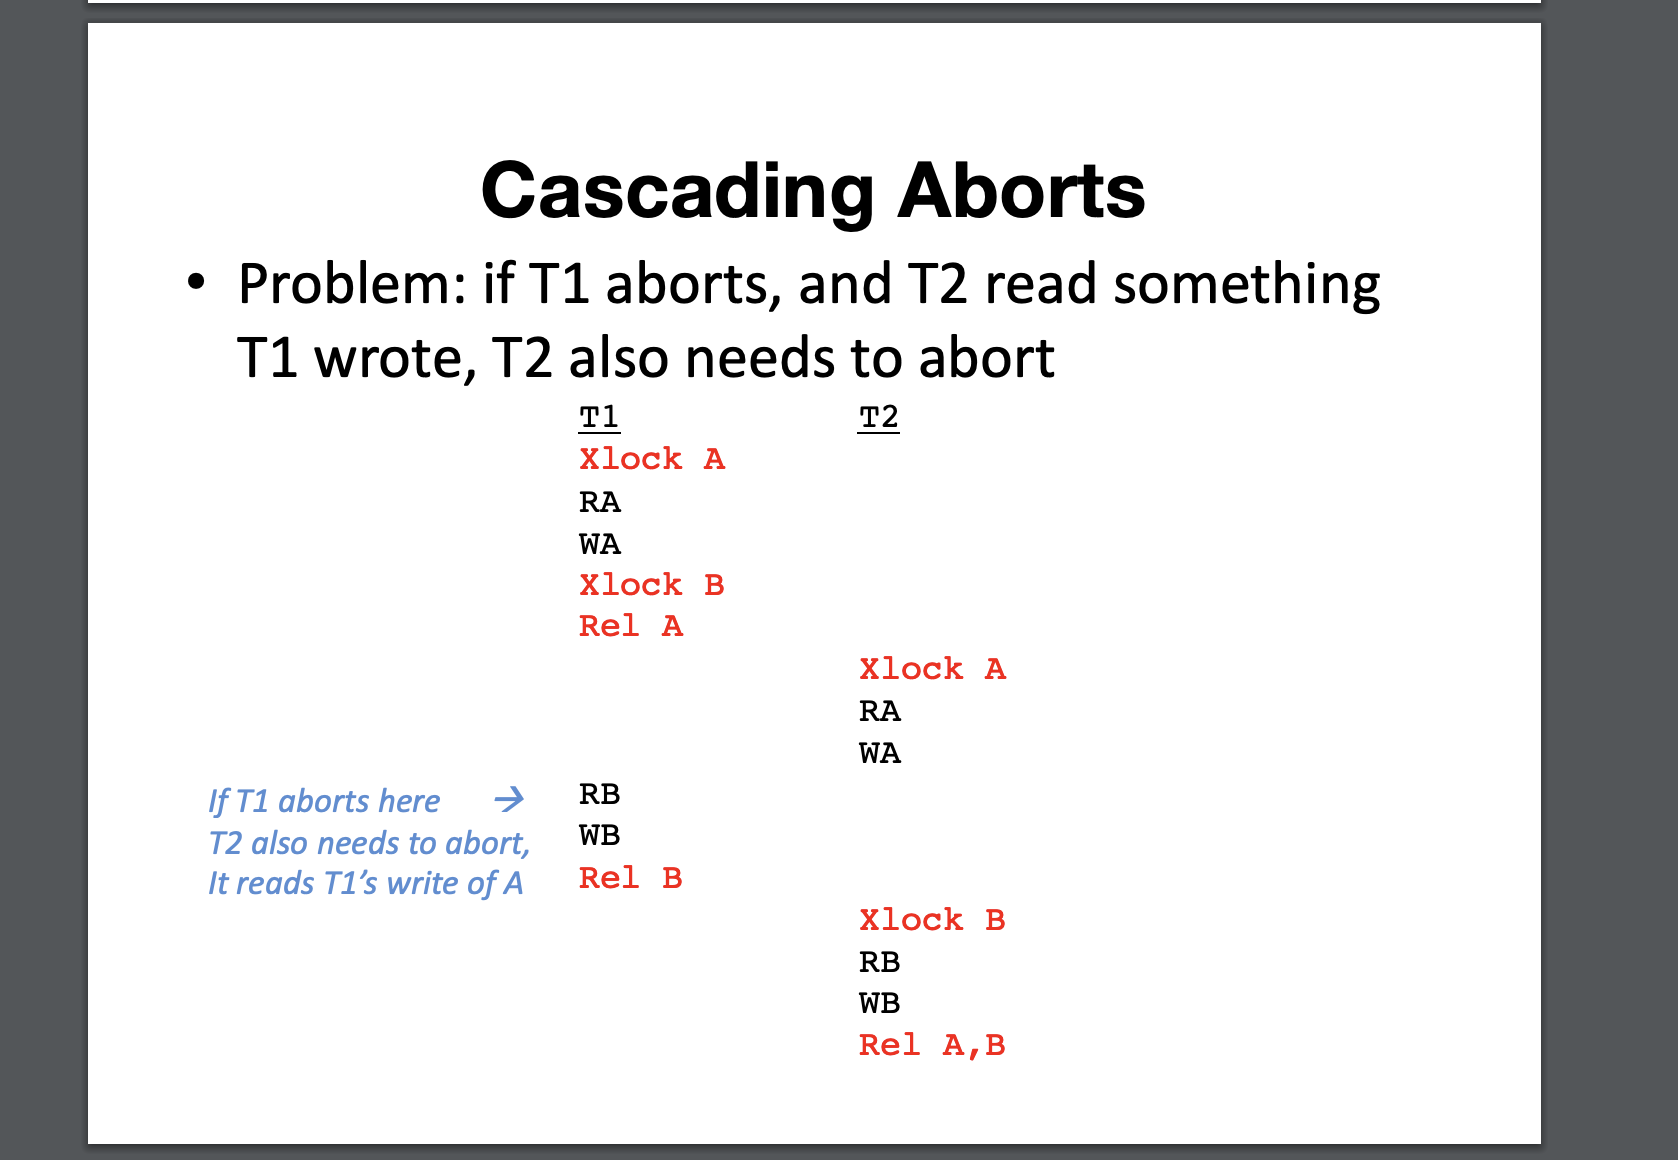 Cascading Aborts
• Problem: if T1 aborts, and T2 read something
T1 wrote, T2 also needs to abort
T1 T2
Xlock A
RA
WA
Xlock B
Rel A
Xlock A
RA
WA
If T1 aborts here → RB
T2 also needs to abort, WB
It reads T1’s write of A Rel B
Xlock B
RB
WB
Rel A,B